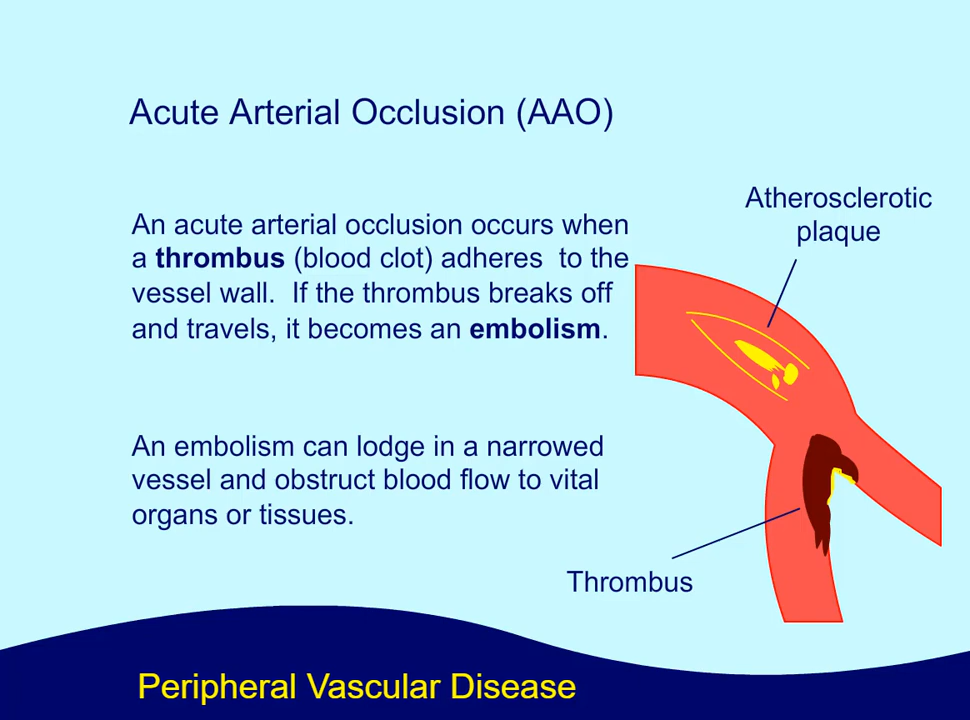 Acute Arterial Occlusion (AAO)
An acute arterial occlusion occurs when
a thrombus (blood clot) adheres  to the
vessel wall.  If the thrombus breaks off
and travels, it becomes an embolism.
An embolism can lodge in a narrowed
vessel and obstruct blood flow to vital
organs or tissues.
Atherosclerotic
plaque
Thrombus
Peripheral Vascular Disease